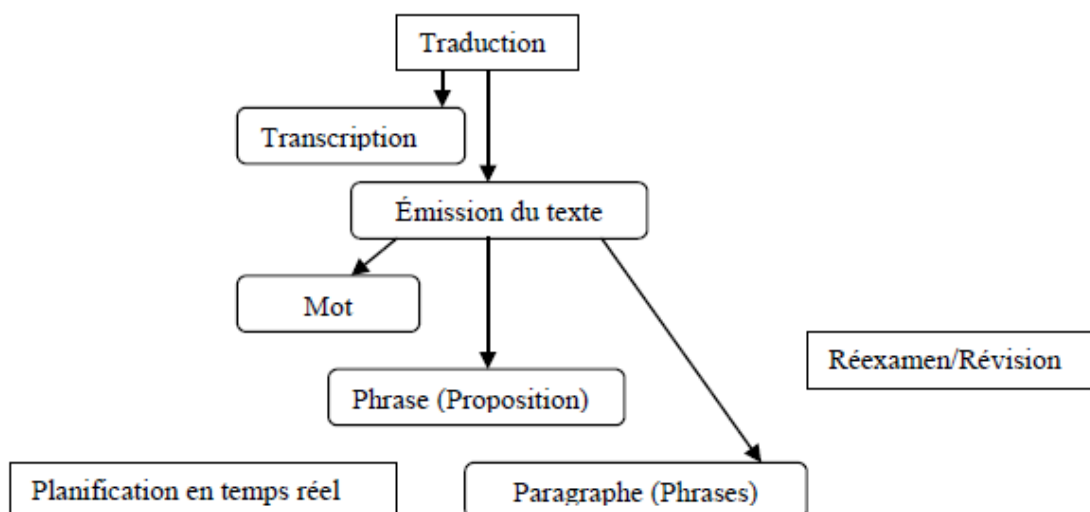 Traduction
Transcription
Émission du texte
Mot
Réexamen/Révision
Phrase (Proposition)
Planification en temps réel
Paragraphe (Phrases)